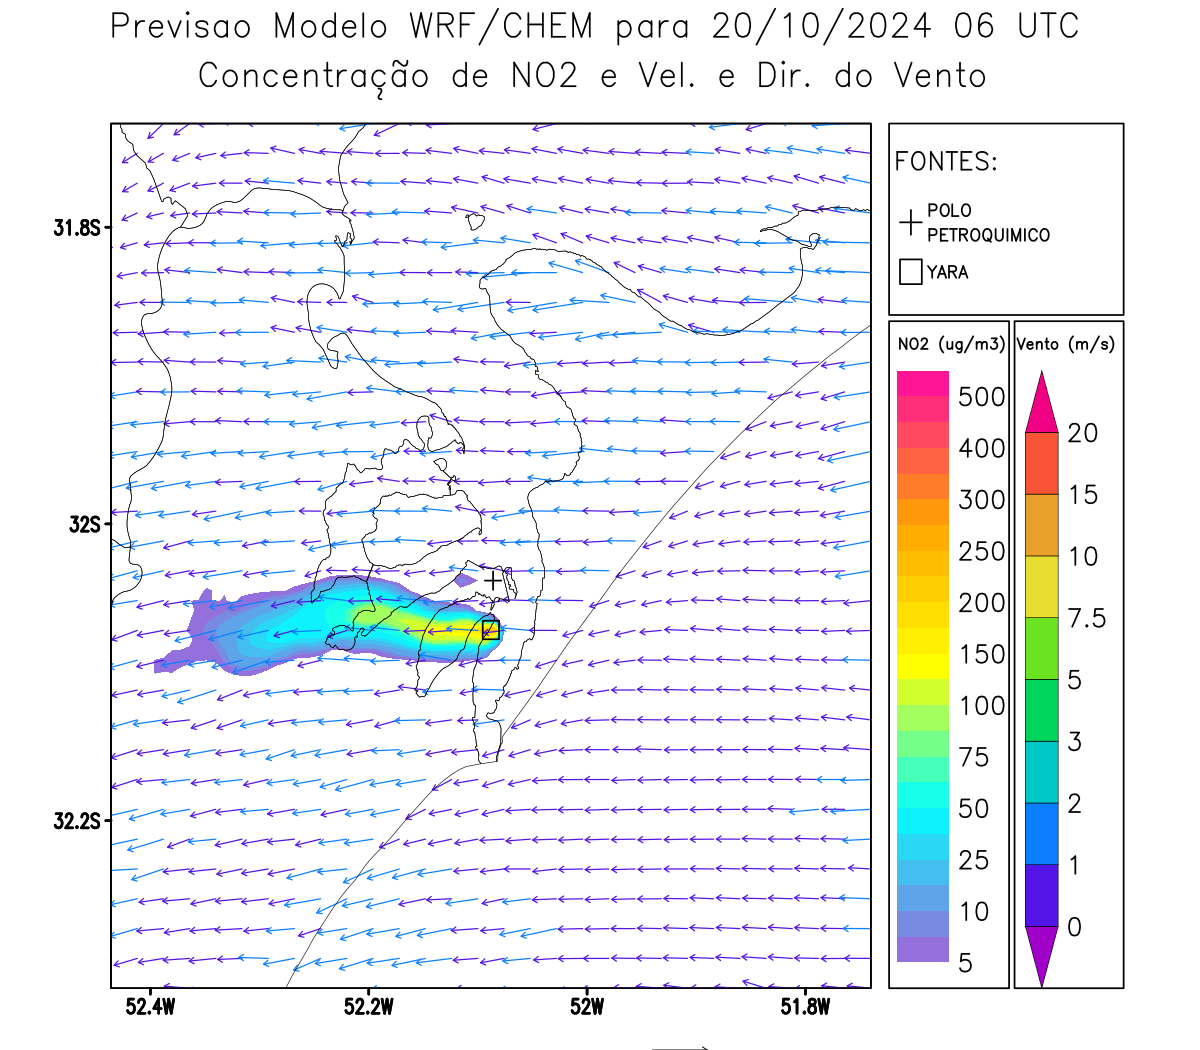 Previsao Modelo WRF/CHEM para 20/10/2024 06 UTC
Concentração de NO2 e Vel. e Dir. do Vento
FONTES:
POLO
PETROQUIMICO
YARA
NO2 (ug/m3)
500
400
300
250
200
150
100
75
50
25
10
5
Vento (m/s)
20
15
10
7.5
5
3
2
1
0
31.8S
32S
32.2S
52.4W
52.2W
52W
51.8W